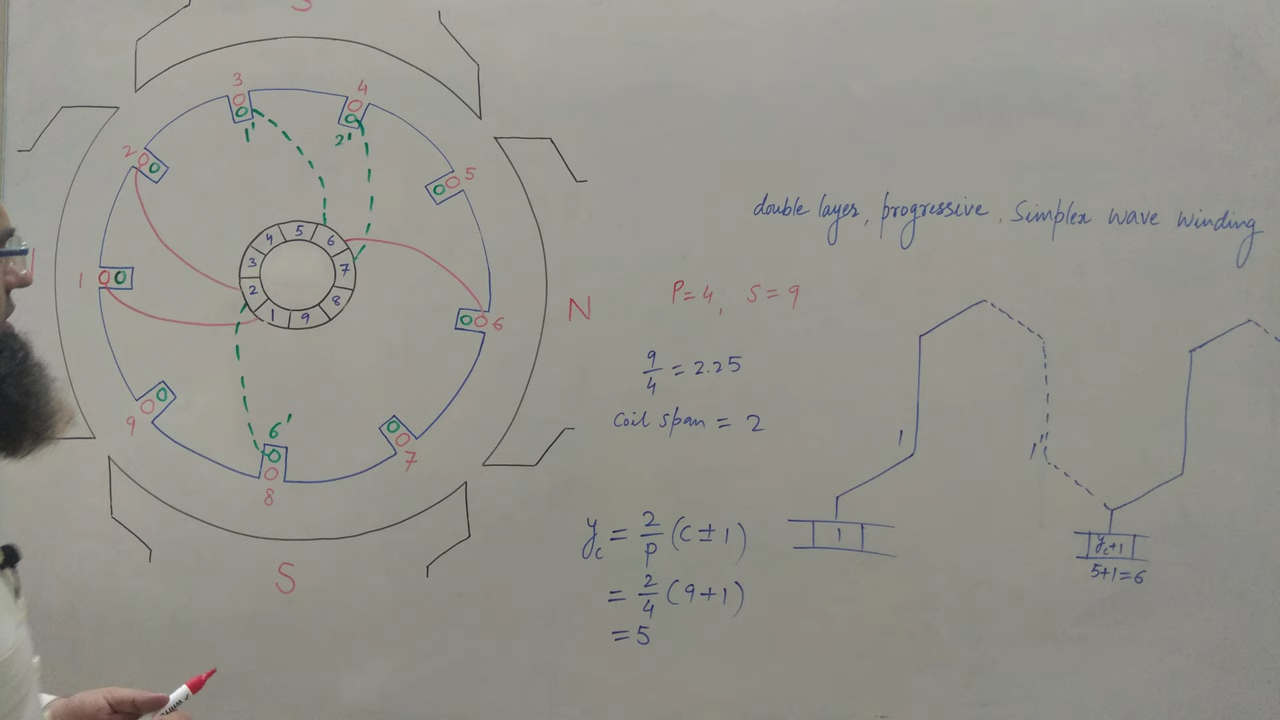 S
3
4
1'
2'
2
5
1
6
N
4 5 6
3 7
2 8
1 9
9
6'
7
8
S
double layer, progressive, Simplex wave winding
P=4, S=9
9/4 = 2.25
Coil span = 2
y_c = 2/P (C ± 1)
= 2/4 (9+1)
= 5
1
1'
1
y_c+1
5+1=6